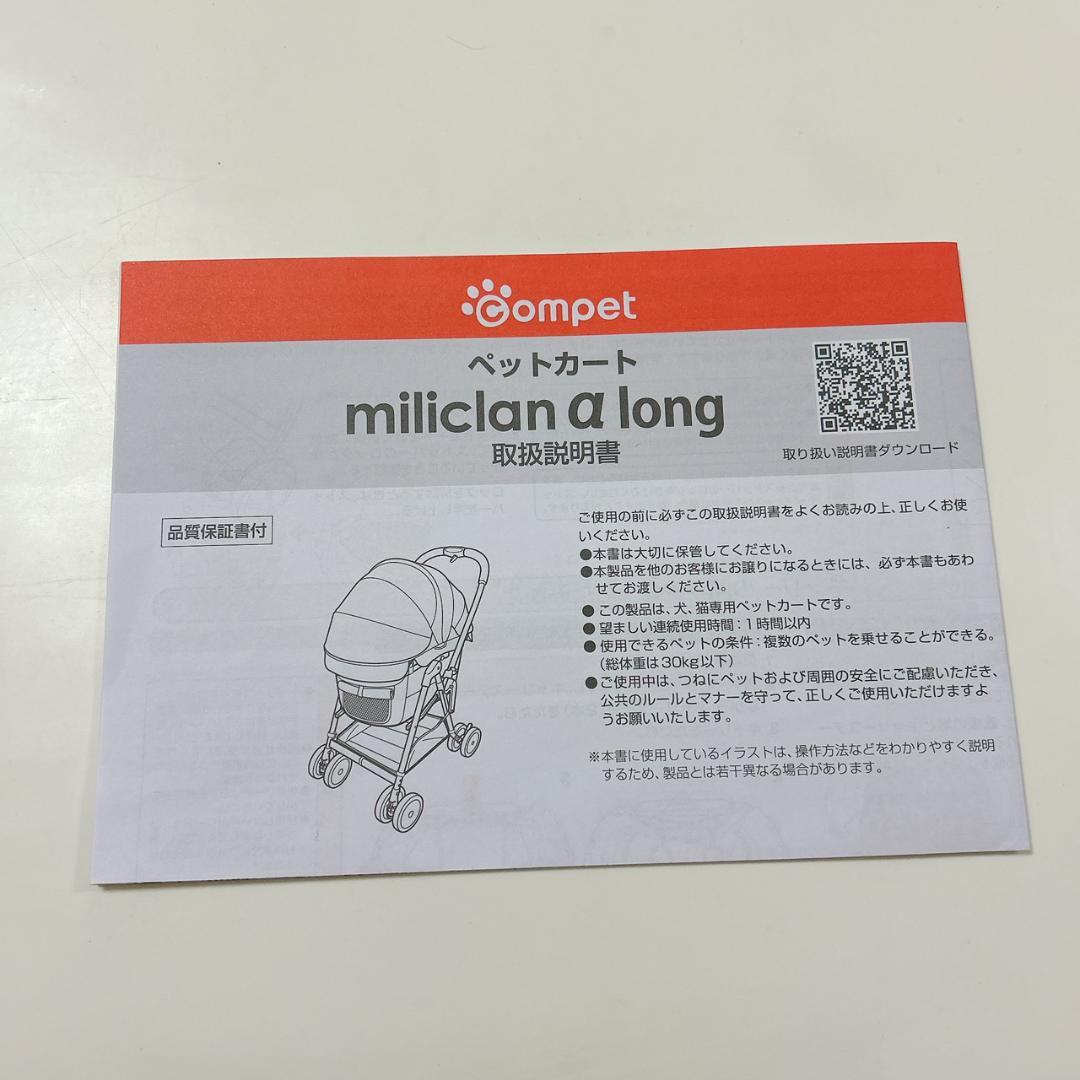 Compet
ペットカート
miliclan α long
取扱説明書
取り扱い説明書ダウンロード
品質保証書付
ご使用の前に必ずこの取扱説明書をよくお読みの上、正しくお使
いください。
●本書は大切に保管してください。
●本製品を他のお客様にお譲りになるときには、必ず本書もあわ
せてお渡しください。
● この製品は、犬、猫専用ペットカートです。
● 望ましい連続使用時間：1時間以内
● 使用できるペットの条件：複数のペットを乗せることができる。
（総体重は30kg以下）
● ご使用中は、つねにペットおよび周囲の安全にご配慮いただき、
公共のルールとマナーを守って、正しくご使用いただけますよ
うお願いいたします。
※本書に使用しているイラストは、操作方法などをわかりやすく説明
するため、製品とは若干異なる場合があります。